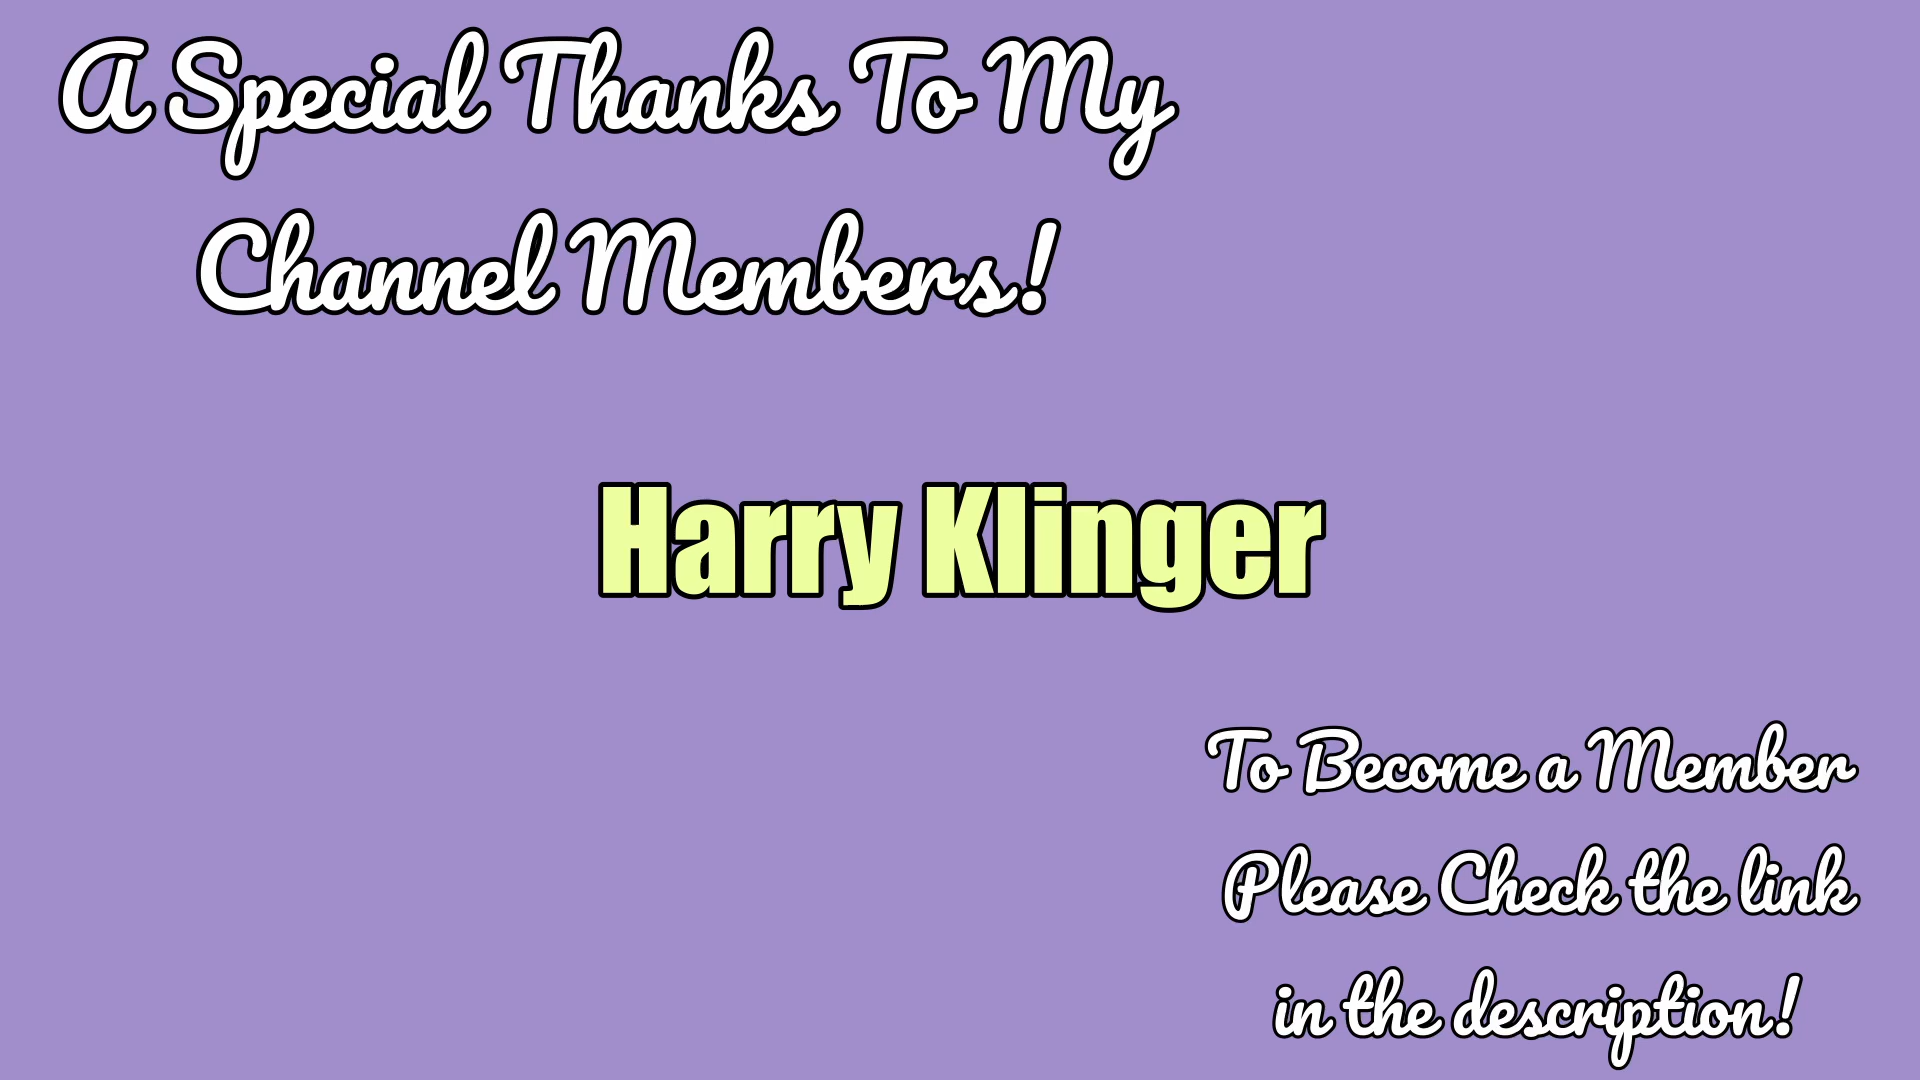 A Special Thanks To My
Channel Members!
Harry Klinger
To Become a Member
Please Check the link
in the description!